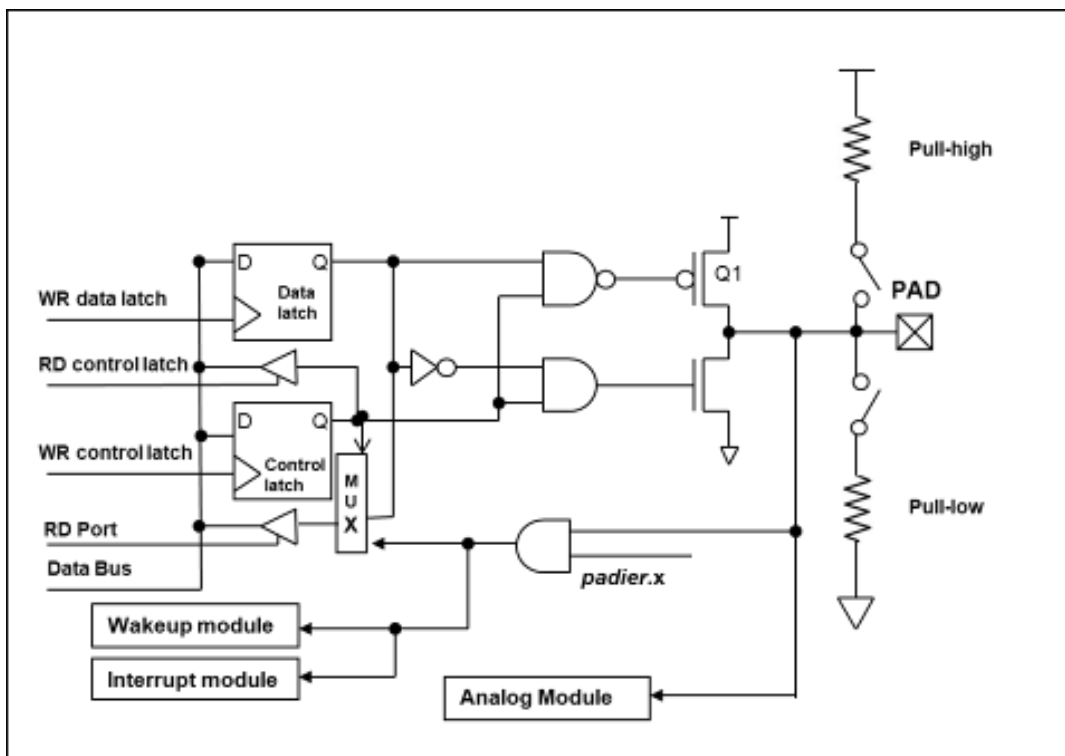 Pull-high
D
Q
Q1
Data
latch
PAD
WR data latch
RD control latch
D
Q
WR control latch
Control
latch
M
U
X
Pull-low
RD Port
Data Bus
padier.x
Wakeup module
Interrupt module
Analog Module